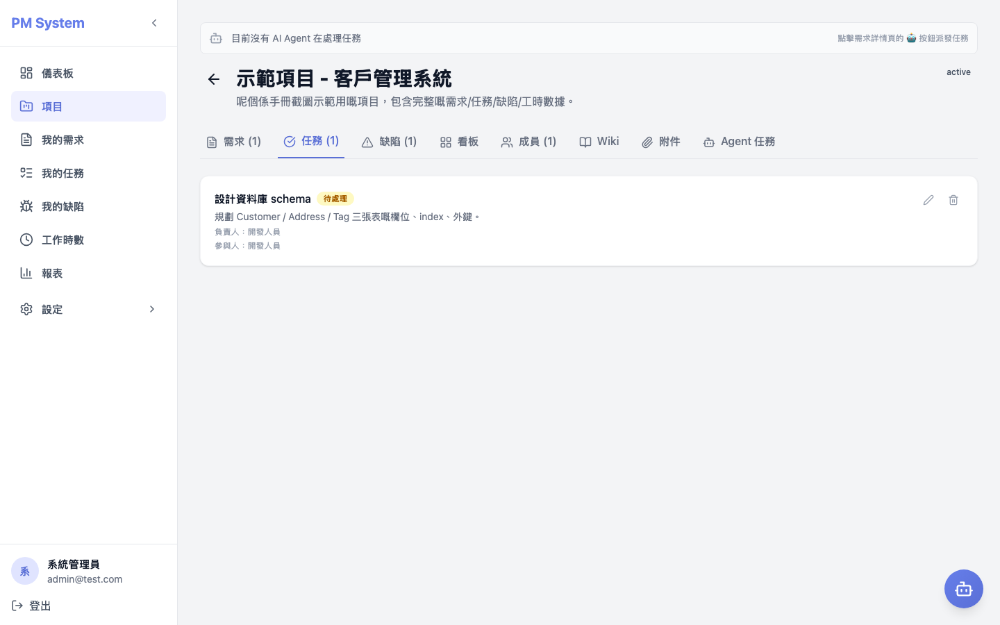 PM System
儀表板
項目
我的需求
我的任務
我的缺陷
工作時數
報表
設定
系
系統管理員
admin@test.com
登出
目前沒有 AI Agent 在處理任務
點擊需求詳情頁的 🤖 按鈕派發任務
示範項目 - 客戶管理系統
active
呢個係手冊截圖示範用嘅項目，包含完整嘅需求/任務/缺陷/工時數據。
需求 (1)
任務 (1)
缺陷 (1)
看板
成員 (1)
Wiki
附件
Agent 任務
設計資料庫 schema 待處理
規劃 Customer / Address / Tag 三張表嘅欄位、index、外鍵。
負責人：開發人員
參與人：開發人員